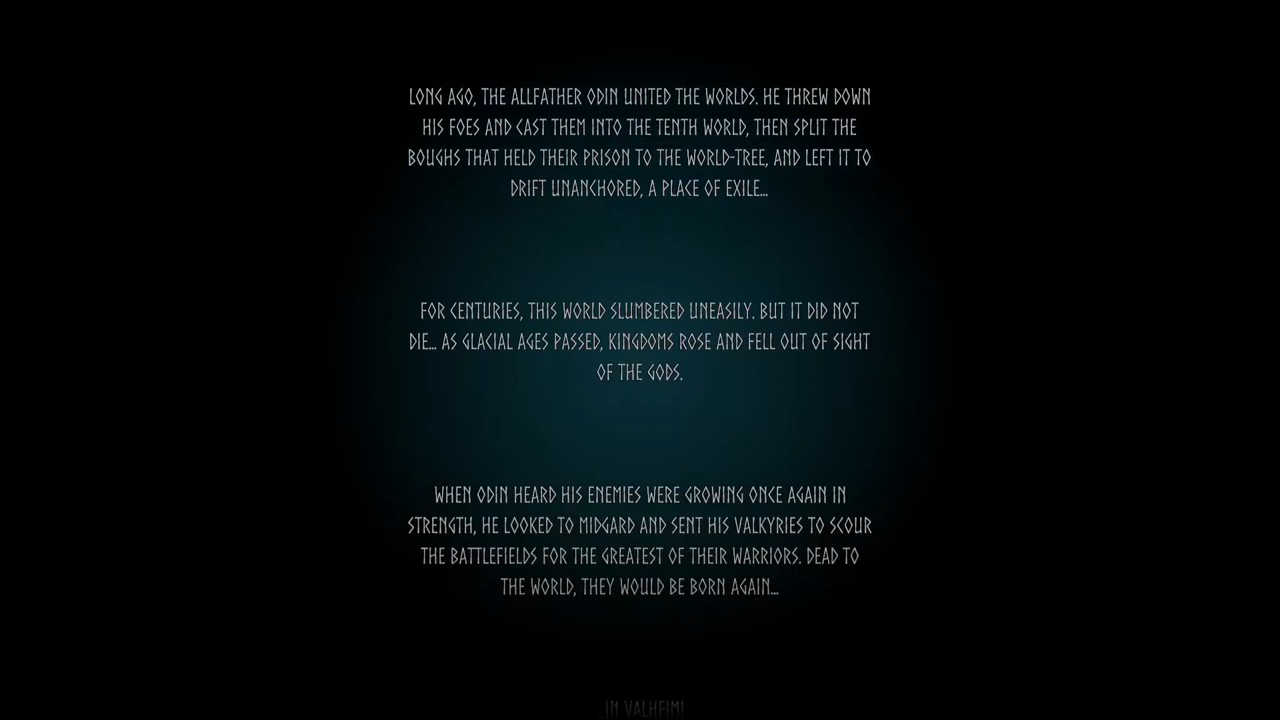 LONG AGO, THE ALLFATHER ODIN UNITED THE WORLDS. HE THREW DOWN
HIS FOES AND CAST THEM INTO THE TENTH WORLD, THEN SPLIT THE
BOUGHS THAT HELD THEIR PRISON TO THE WORLD-TREE, AND LEFT IT TO
DRIFT UNANCHORED, A PLACE OF EXILE...
FOR CENTURIES, THIS WORLD SLUMBERED UNEASILY. BUT IT DID NOT
DIE... AS GLACIAL AGES PASSED, KINGDOMS ROSE AND FELL OUT OF SIGHT
OF THE GODS.
WHEN ODIN HEARD HIS ENEMIES WERE GROWING ONCE AGAIN IN
STRENGTH, HE LOOKED TO MIDGARD AND SENT HIS VALKYRIES TO SCOUR
THE BATTLEFIELDS FOR THE GREATEST OF THEIR WARRIORS. DEAD TO
THE WORLD, THEY WOULD BE BORN AGAIN...
IN VALHEIM!